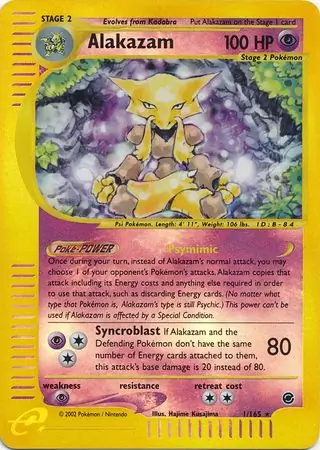 STAGE 2 Evolves from Kadabra Put Alakazam on the Stage 1 card
Alakazam 100 HP
Stage 2 Pokémon
Psi Pokémon. Length: 4' 11", Weight: 106 lbs. ID:B-84
Poké-POWER Psymimic
Once during your turn, instead of Alakazam's normal attack, you may
choose 1 of your opponent's Pokémon's attacks. Alakazam copies that
attack including its Energy costs and anything else required in order
to use that attack, such as discarding Energy cards. (No matter what
type the Pokémon is, Alakazam's type is still Psychic.) This power can't be
used if Alakazam is affected by a Special Condition.
Syncroblast If Alakazam and the
Defending Pokémon don't have the
same number of Energy cards attached to them,
this attack's base damage is 20 instead of 80.
80
weakness resistance retreat cost
e © 2002 Pokémon / Nintendo Illus. Hajime Kusajima 1/165 ★